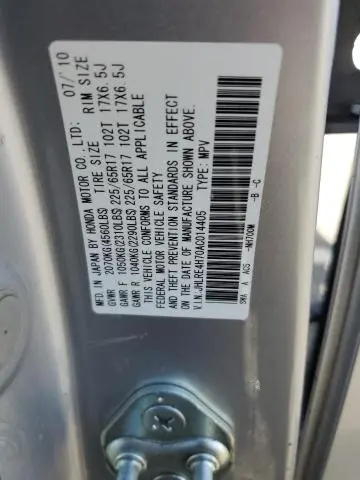 MFD. IN JAPAN BY HONDA MOTOR CO. LTD: 07/10
TIRE SIZE RIM SIZE
GVWR 2070KG(4560LBS)
GAWR F 1050KG(2310LBS) 225/65R17 102T 17X6.5J
GAWR R 1040KG(2290LBS) 225/65R17 102T 17X6.5J
THIS VEHICLE CONFORMS TO ALL APPLICABLE
FEDERAL MOTOR VEHICLE SAFETY
AND THEFT PREVENTION STANDARDS IN EFFECT
ON THE DATE OF MANUFACTURE SHOWN ABOVE.
V.I.N:JHLRE4H70AC014405 TYPE: MPV
SWA A AC5 -B -C